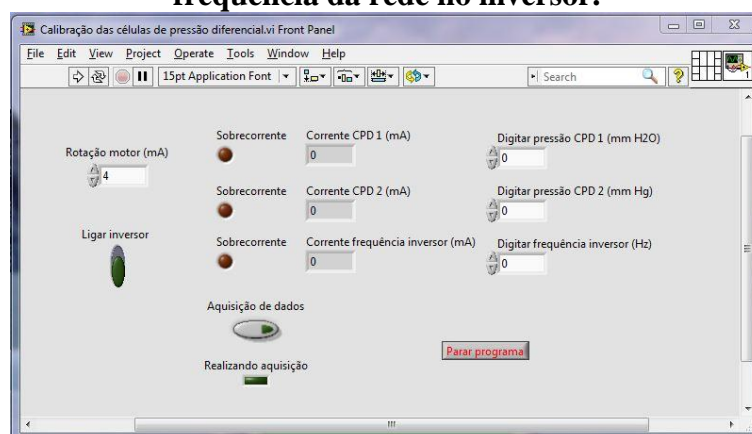 frequência da rede no inversor.
Calibração das células de pressão diferencial.vi Front Panel
File Edit View Project Operate Tools Window Help
15pt Application Font
Search
1
Sobrecorrente Corrente CPD 1 (mA) Digitar pressão CPD 1 (mm H2O)
Rotação motor (mA) 0 0
4
Sobrecorrente Corrente CPD 2 (mA) Digitar pressão CPD 2 (mm Hg)
0 0
Ligar inversor
Sobrecorrente Corrente frequência inversor (mA) Digitar frequência inversor (Hz)
0 0
Aquisição de dados
Parar programa
Realizando aquisição